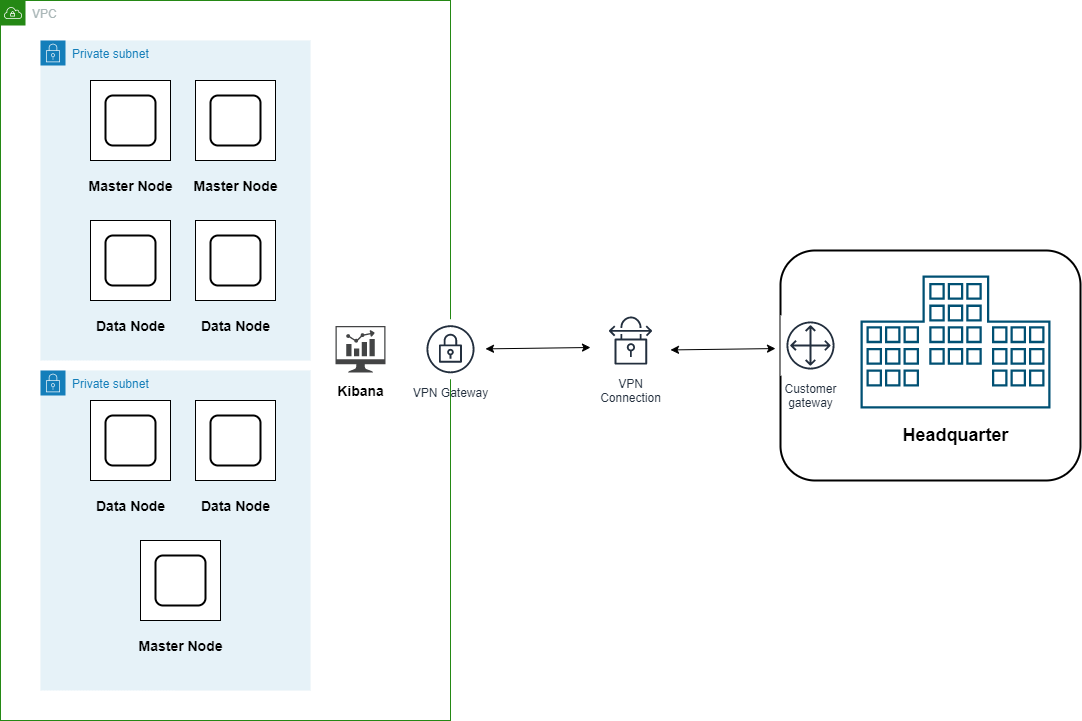 VPC
Private subnet
Master Node
Master Node
Data Node
Data Node
Kibana
VPN Gateway
VPN
Connection
Customer
gateway
Headquarter
Private subnet
Data Node
Data Node
Master Node